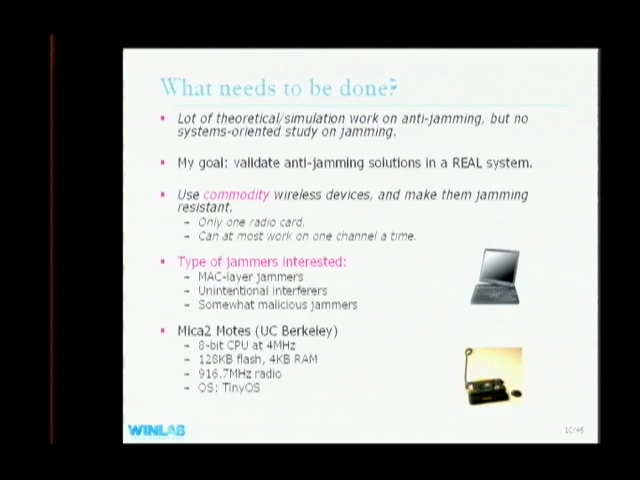 What needs to be done?
Lot of theoretical/simulation work on anti-jamming, but no
systems-oriented study on jamming.
My goal: validate anti-jamming solutions in a REAL system.
Use commodity wireless devices, and make them jamming
resistant.
– Only one radio card.
– Can at most work on one channel a time.
Type of jammers interested:
– MAC-layer jammers
– Unintentional interferers
– Somewhat malicious jammers
Mica2 Motes (UC Berkeley)
– 8-bit CPU at 4MHz
– 128KB flash, 4KB RAM
– 916.7MHz radio
– OS: TinyOS
WINLAB
10/46